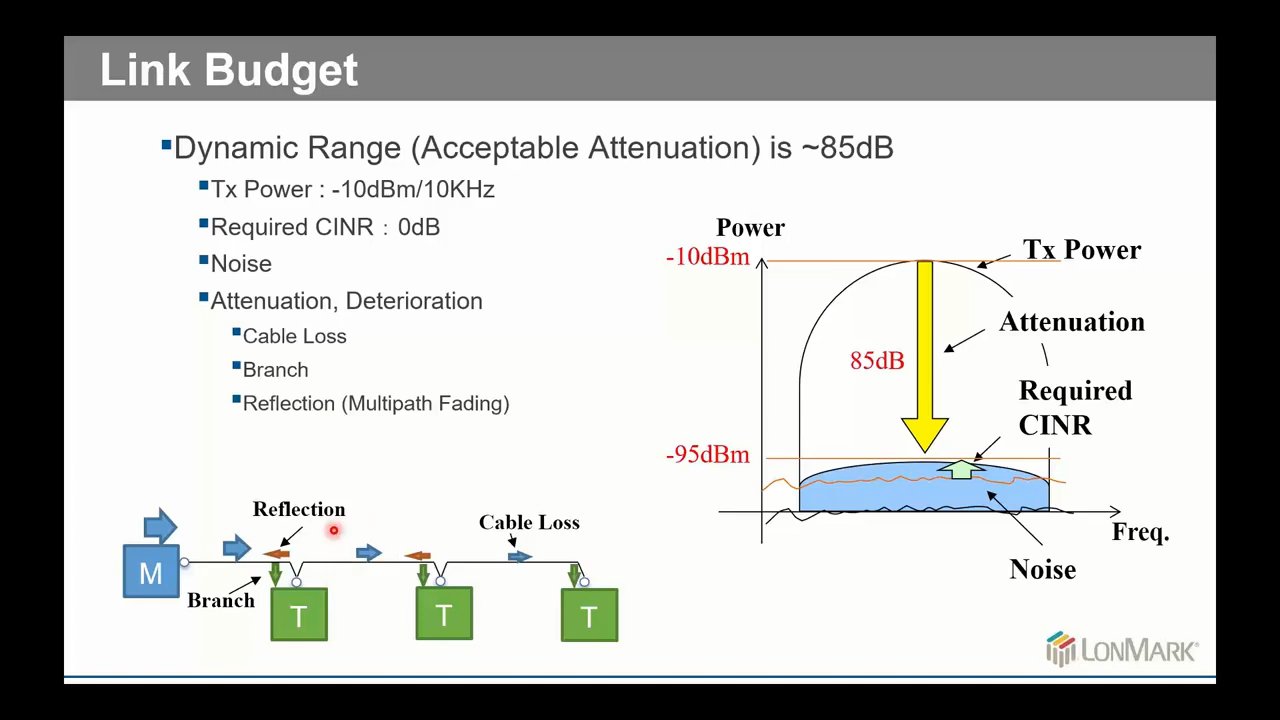 Link Budget
Dynamic Range (Acceptable Attenuation) is ~85dB
Tx Power : -10dBm/10KHz
Required CINR : 0dB
Noise
Attenuation, Deterioration
Cable Loss
Branch
Reflection (Multipath Fading)
Power
-10dBm
Tx Power
Attenuation
85dB
Required
CINR
-95dBm
Freq.
Noise
Reflection
Cable Loss
M
Branch
T
T
T
LONMARK®